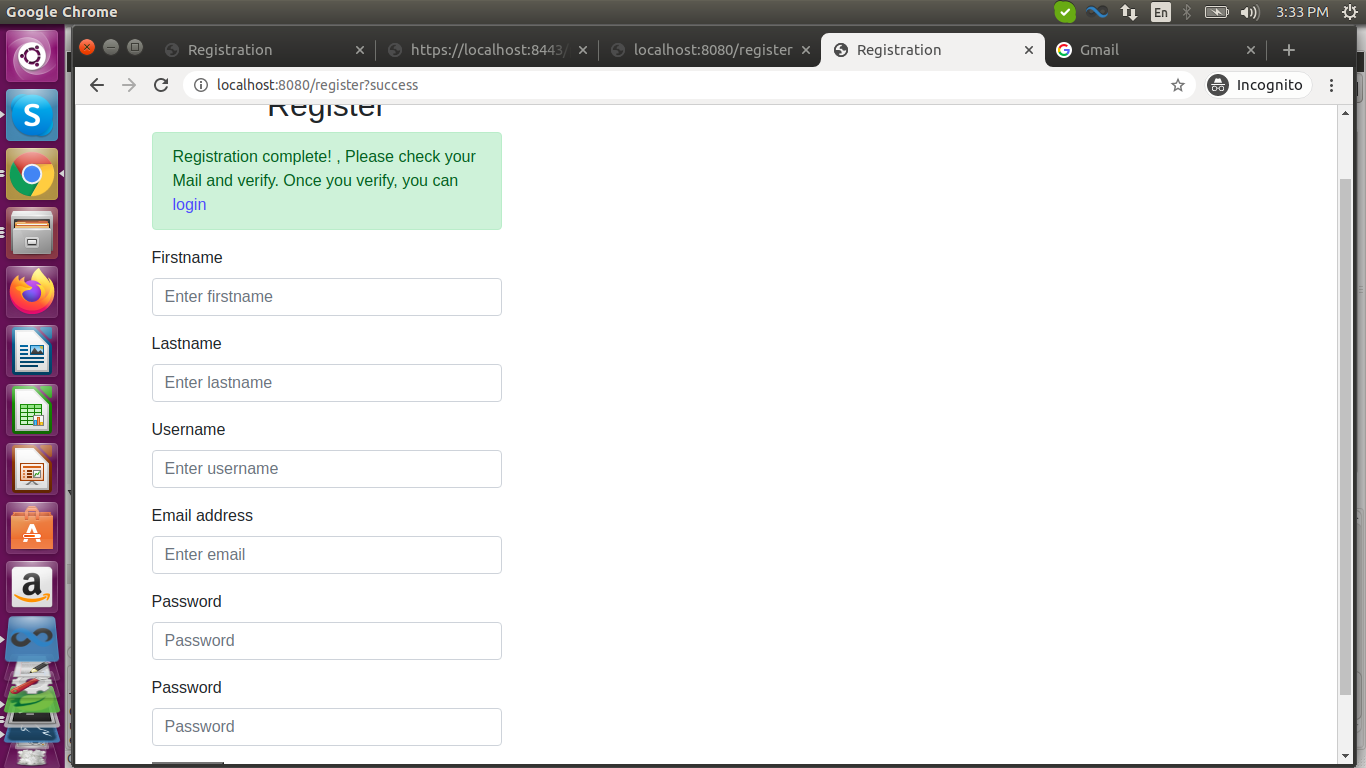 Google Chrome
En
3:33 PM
Registration
https://localhost:8443/
localhost:8080/register
Registration
Gmail
localhost:8080/register?success
Incognito
Register
Registration complete! , Please check your
Mail and verify. Once you verify, you can
login
Firstname
Enter firstname
Lastname
Enter lastname
Username
Enter username
Email address
Enter email
Password
Password
Password
Password